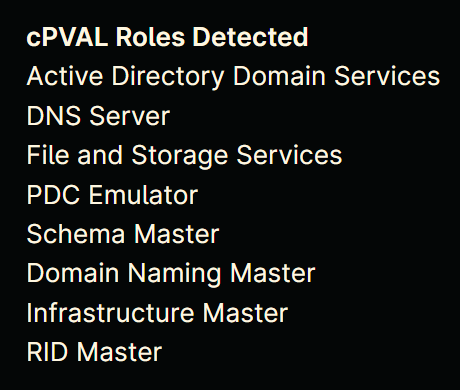 cPVAL Roles Detected
Active Directory Domain Services
DNS Server
File and Storage Services
PDC Emulator
Schema Master
Domain Naming Master
Infrastructure Master
RID Master